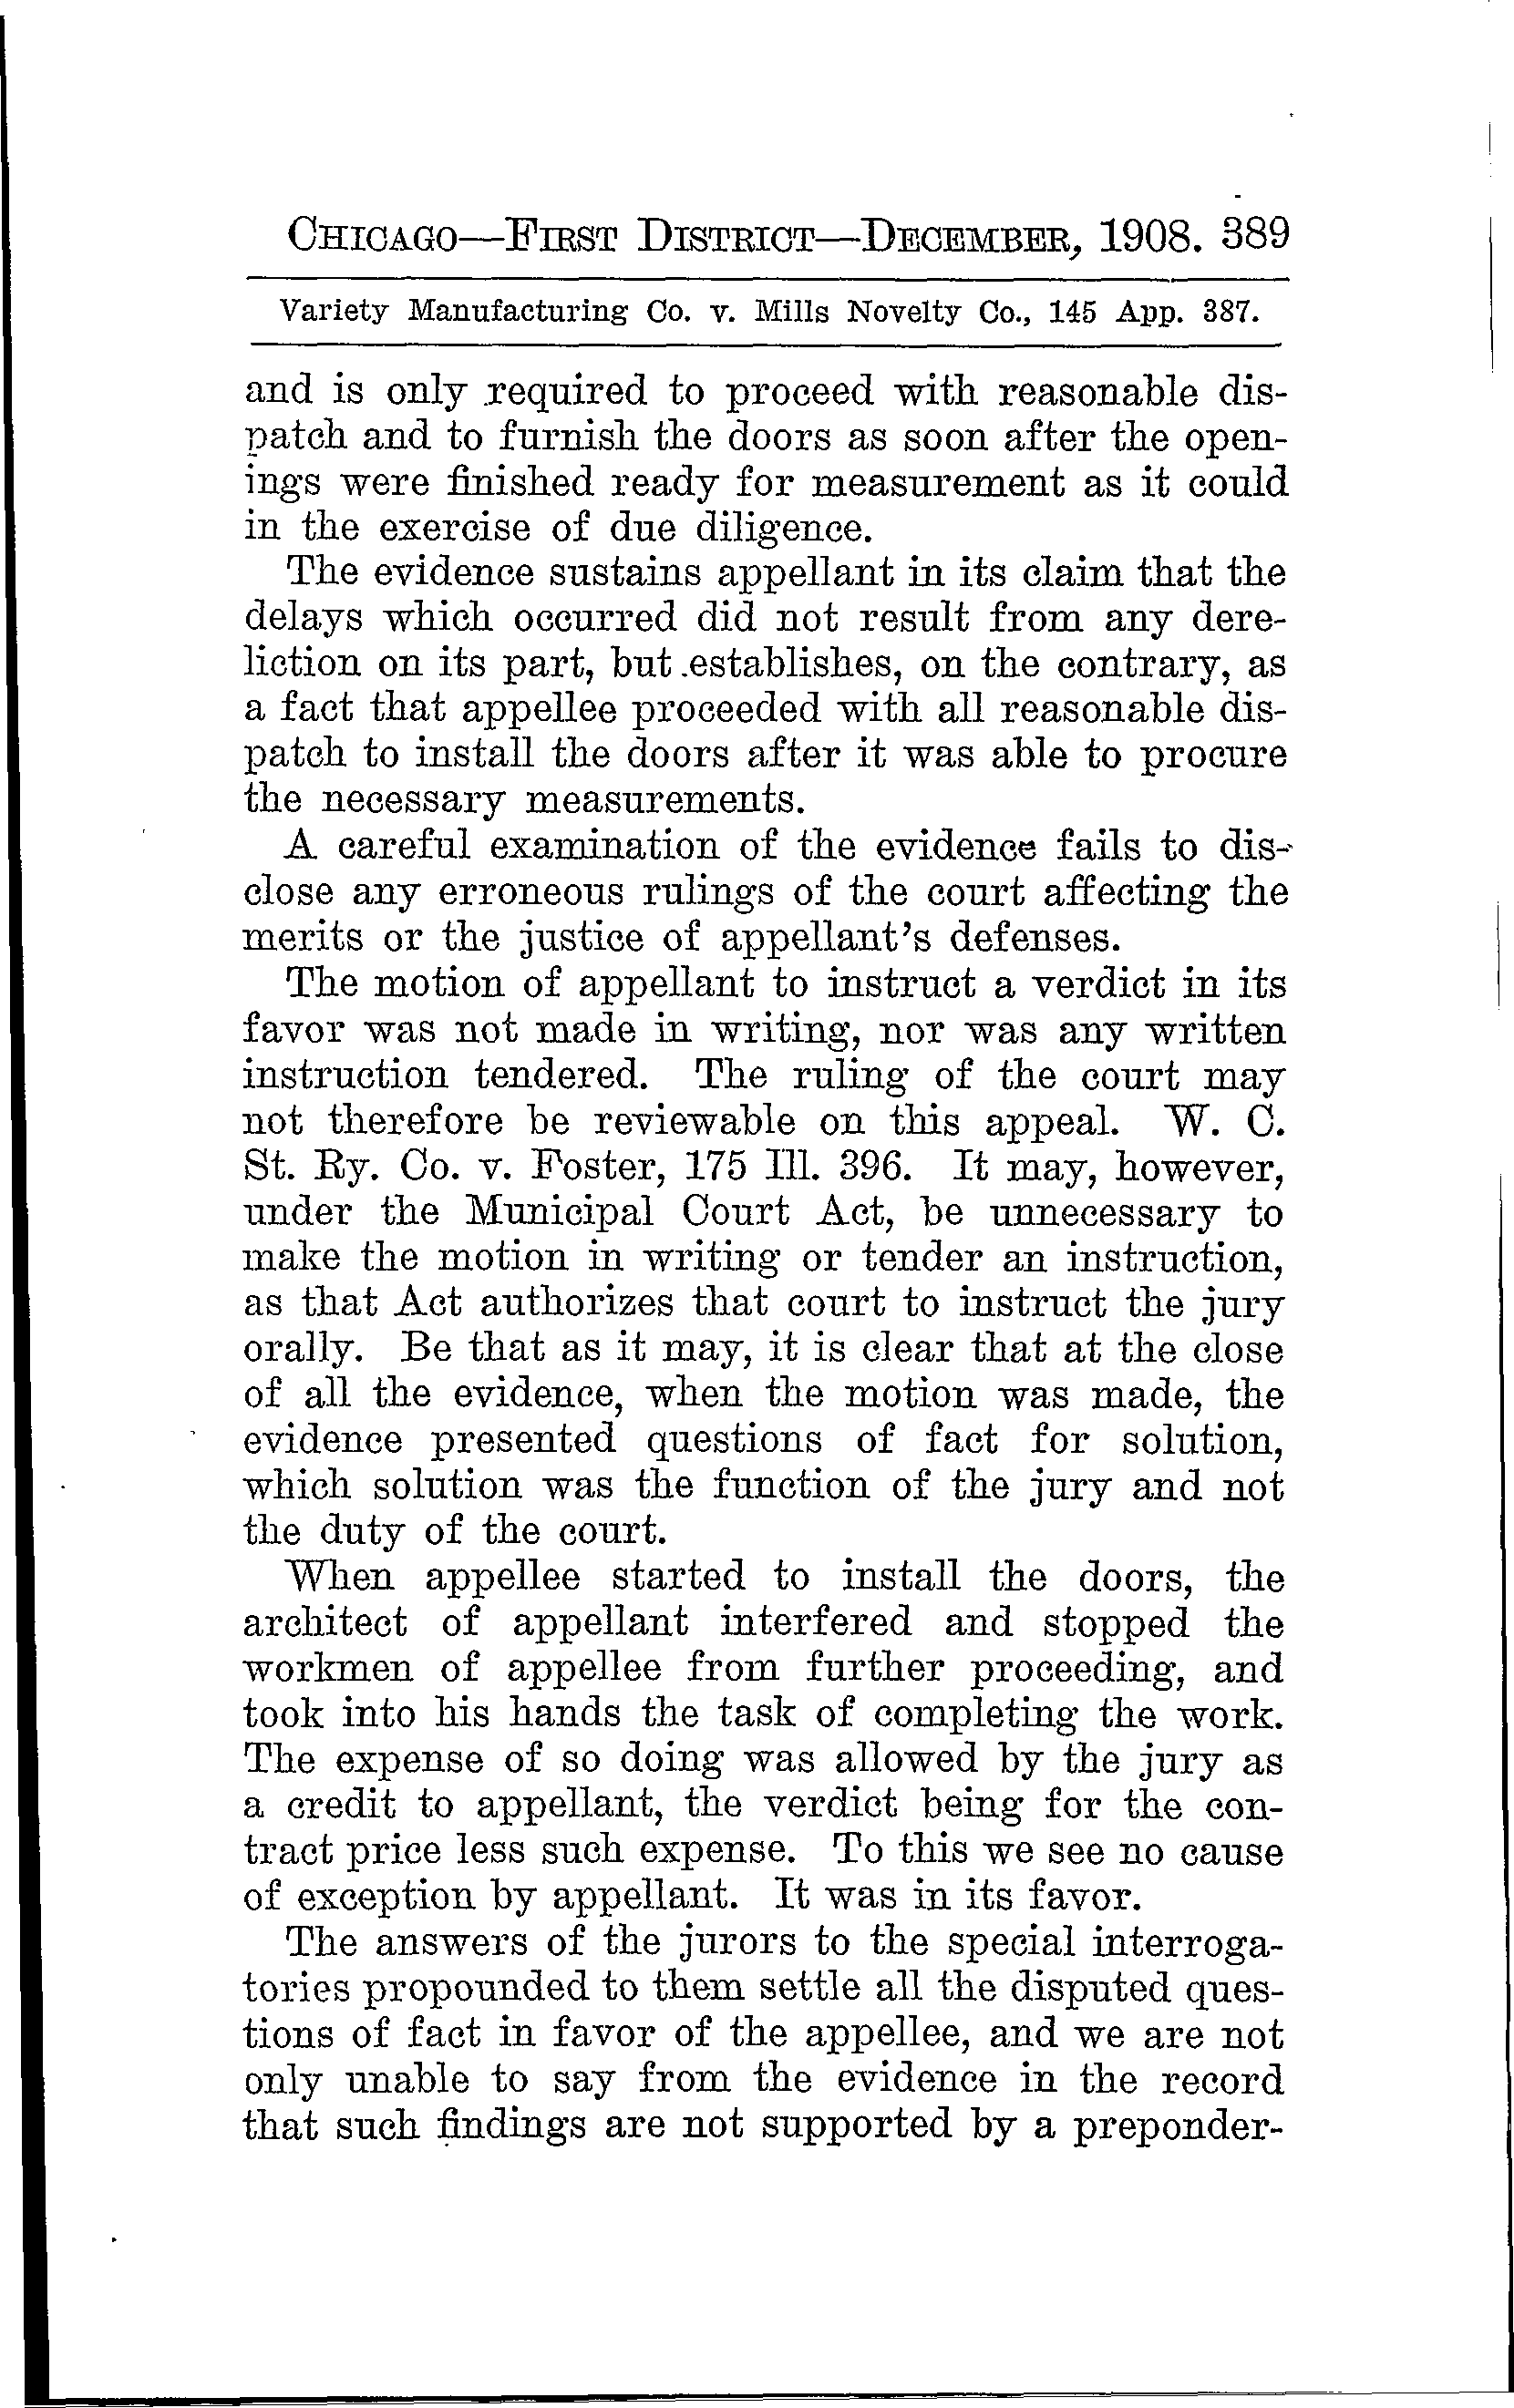 CHICAGO—FIRST DISTRICT—DECEMBER, 1908. 389
Variety Manufacturing Co. v. Mills Novelty Co., 145 App. 387.
and is only required to proceed with reasonable dis-
patch and to furnish the doors as soon after the open-
ings were finished ready for measurement as it could
in the exercise of due diligence.
The evidence sustains appellant in its claim that the
delays which occurred did not result from any dere-
liction on its part, but establishes, on the contrary, as
a fact that appellee proceeded with all reasonable dis-
patch to install the doors after it was able to procure
the necessary measurements.
A careful examination of the evidence fails to dis-
close any erroneous rulings of the court affecting the
merits or the justice of appellant's defenses.
The motion of appellant to instruct a verdict in its
favor was not made in writing, nor was any written
instruction tendered. The ruling of the court may
not therefore be reviewable on this appeal. W. C.
St. Ry. Co. v. Foster, 175 Ill. 396. It may, however,
under the Municipal Court Act, be unnecessary to
make the motion in writing or tender an instruction,
as that Act authorizes that court to instruct the jury
orally. Be that as it may, it is clear that at the close
of all the evidence, when the motion was made, the
evidence presented questions of fact for solution,
which solution was the function of the jury and not
the duty of the court.
When appellee started to install the doors, the
architect of appellant interfered and stopped the
workmen of appellee from further proceeding, and
took into his hands the task of completing the work.
The expense of so doing was allowed by the jury as
a credit to appellant, the verdict being for the con-
tract price less such expense. To this we see no cause
of exception by appellant. It was in its favor.
The answers of the jurors to the special interroga-
tories propounded to them settle all the disputed ques-
tions of fact in favor of the appellee, and we are not
only unable to say from the evidence in the record
that such findings are not supported by a preponder-